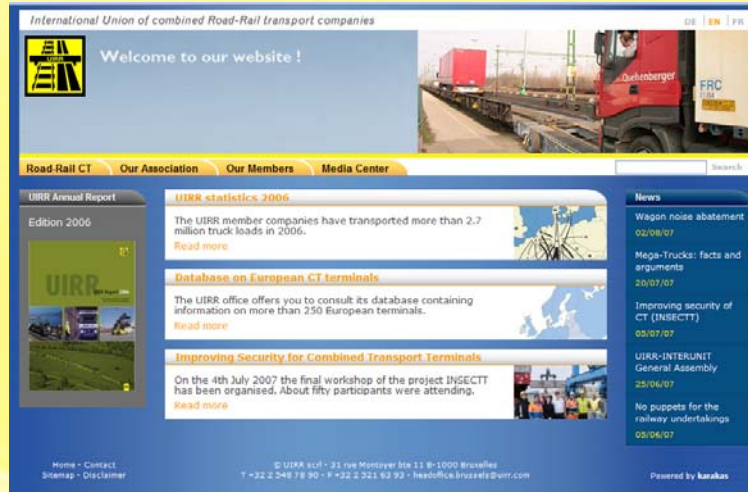 International Union of combined Road-Rail transport companies
DE | EN | FR
UIRR
Welcome to our website !
Quehenberger
FRC
Road-Rail CT
Our Association
Our Members
Media Center
Search
UIRR Annual Report
Edition 2006
UIRR
UIRR statistics 2006
The UIRR member companies have transported more than 2.7
million truck loads in 2006.
Read more
Database on European CT terminals
The UIRR office offers you to consult its database containing
information on more than 250 European terminals.
Read more
Improving Security for Combined Transport Terminals
On the 4th July 2007 the final workshop of the project INSECTT
has been organised. About fifty participants were attending.
Read more
News
Wagon noise abatement
02/08/07
Mega-Trucks: facts and
arguments
20/07/07
Improving security of
CT (INSECTT)
05/07/07
UIRR-INTERUNIT
General Assembly
25/06/07
No puppets for the
railway undertakings
05/06/07
Home - Contact
Sitemap - Disclaimer
© UIRR scrl - 31 rue Montoyer bte 11 B-1000 Bruxelles
T +32 2 548 78 90 - F +32 2 521 63 93 - headoffice.brussels@uirr.com
Powered by karakas